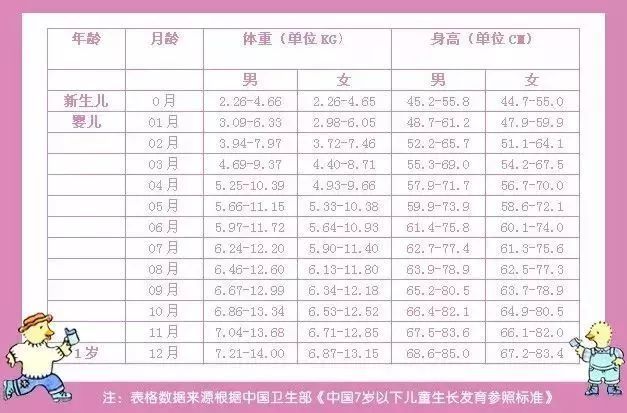 年龄 月龄 体重（单位KG） 身高（单位CM）
男 女 男 女
新生儿 0月 2.26-4.66 2.26-4.65 45.2-55.8 44.7-55.0
婴儿 01月 3.09-6.33 2.98-6.05 48.7-61.2 47.9-59.9
02月 3.94-7.97 3.72-7.46 52.2-65.7 51.1-64.1
03月 4.69-9.37 4.40-8.71 55.3-69.0 54.2-67.5
04月 5.25-10.39 4.93-9.66 57.9-71.7 56.7-70.0
05月 5.66-11.15 5.33-10.38 59.9-73.9 58.6-72.1
06月 5.97-11.72 5.64-10.93 61.4-75.8 60.1-74.0
07月 6.24-12.20 5.90-11.40 62.7-77.4 61.3-75.6
08月 6.46-12.60 6.13-11.80 63.9-78.9 62.5-77.3
09月 6.67-12.99 6.34-12.18 65.2-80.5 63.7-78.9
10月 6.86-13.34 6.53-12.52 66.4-82.1 64.9-80.5
11月 7.04-13.68 6.71-12.85 67.5-83.6 66.1-82.0
1岁 12月 7.21-14.00 6.87-13.15 68.6-85.0 67.2-83.4
注：表格数据来源根据中国卫生部《中国7岁以下儿童生长发育参照标准》